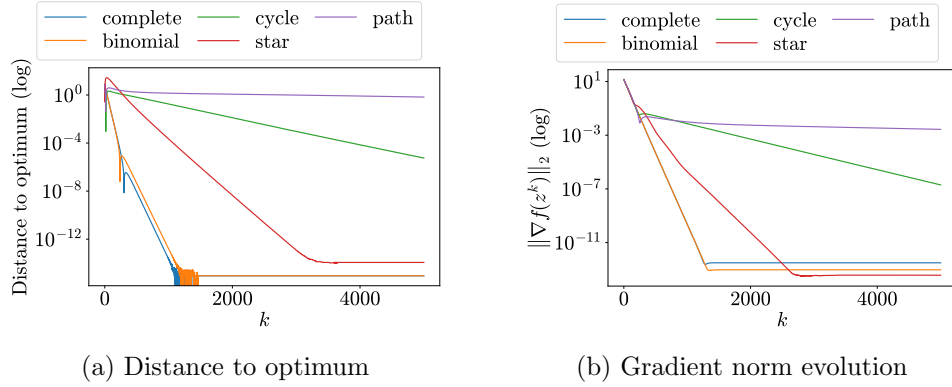 complete cycle path
binomial star
Distance to optimum (log)
10^0
10^{-4}
10^{-8}
10^{-12}
0 2000 4000
k
(a) Distance to optimum
complete cycle path
binomial star
||∇f(z^k)||_2 (log)
10^1
10^{-3}
10^{-7}
10^{-11}
0 2000 4000
k
(b) Gradient norm evolution